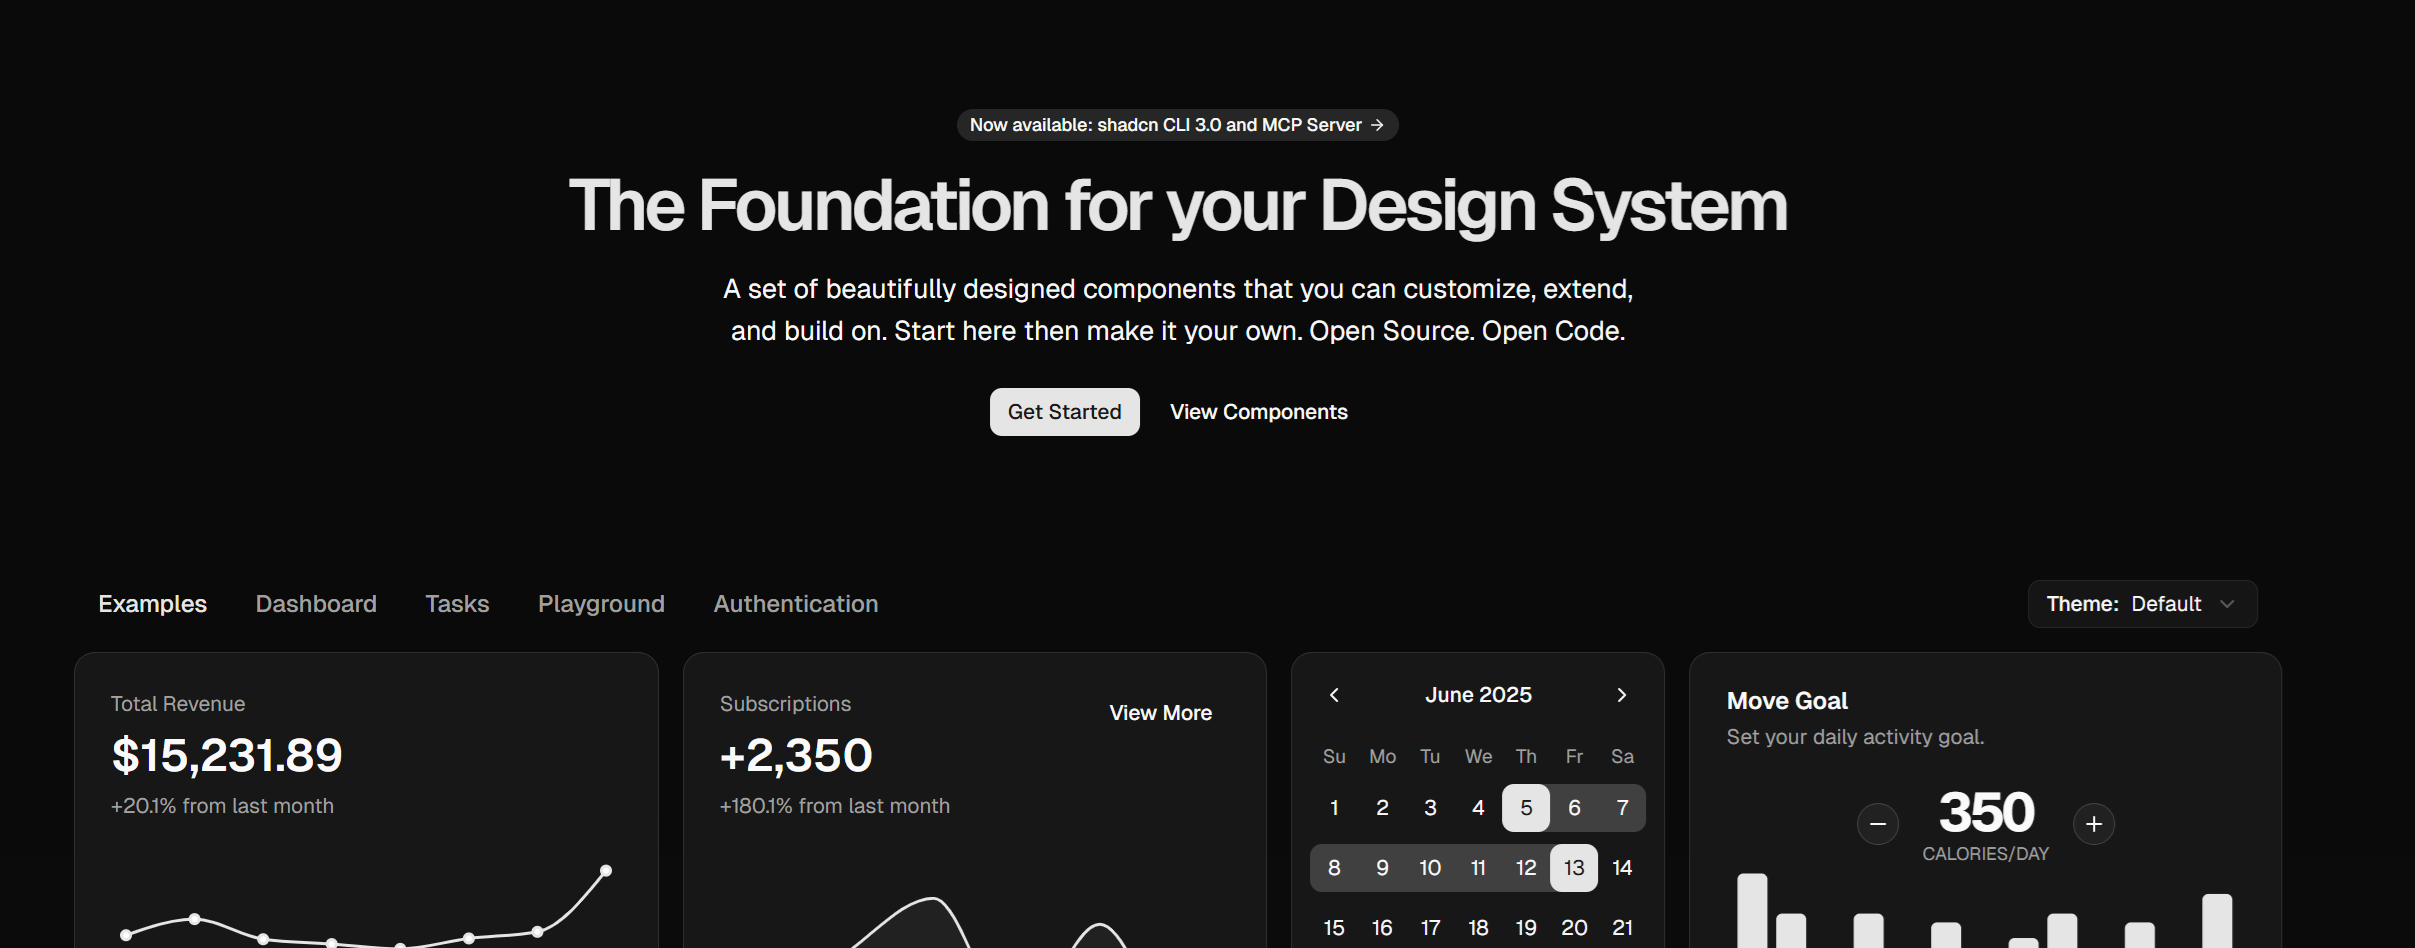 Now available: shadcn CLI 3.0 and MCP Server →
The Foundation for your Design System
A set of beautifully designed components that you can customize, extend,
and build on. Start here then make it your own. Open Source. Open Code.
Get Started View Components
Examples Dashboard Tasks Playground Authentication Theme: Default
Total Revenue
$15,231.89
+20.1% from last month
Subscriptions
View More
+2,350
+180.1% from last month
June 2025
Su Mo Tu We Th Fr Sa
1 2 3 4 5 6 7
8 9 10 11 12 13 14
15 16 17 18 19 20 21
Move Goal
Set your daily activity goal.
350
CALORIES/DAY